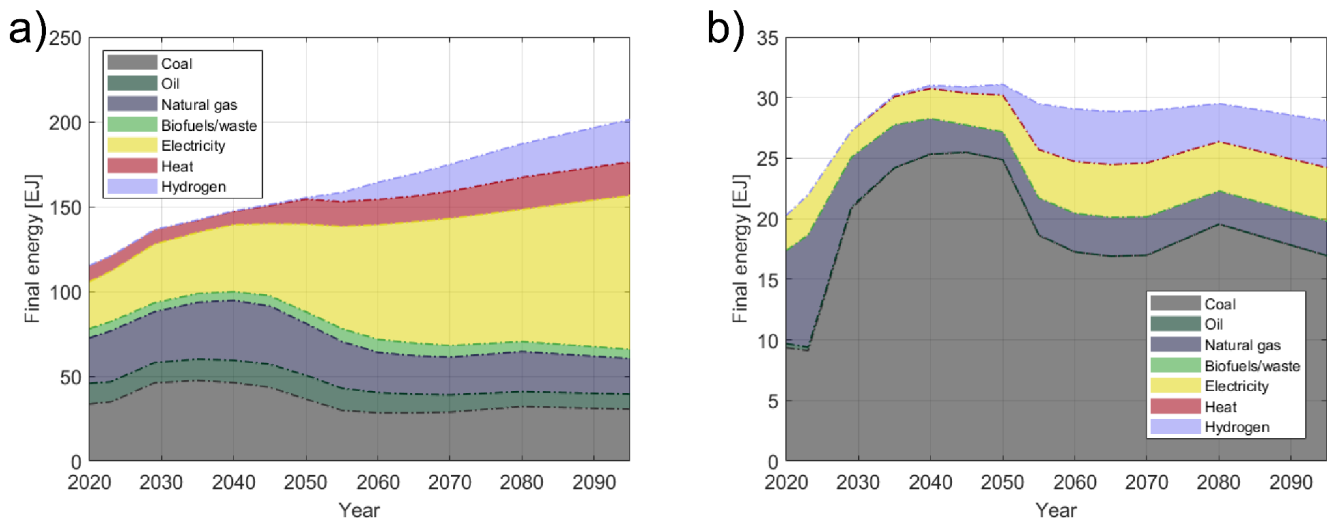 a)
250
200
150
100
50
0
Final energy [EJ]
Coal
Oil
Natural gas
Biofuels/waste
Electricity
Heat
Hydrogen
2020 2030 2040 2050 2060 2070 2080 2090
Year
b)
35
30
25
20
15
10
5
0
Final energy [EJ]
Coal
Oil
Natural gas
Biofuels/waste
Electricity
Heat
Hydrogen
2020 2030 2040 2050 2060 2070 2080 2090
Year